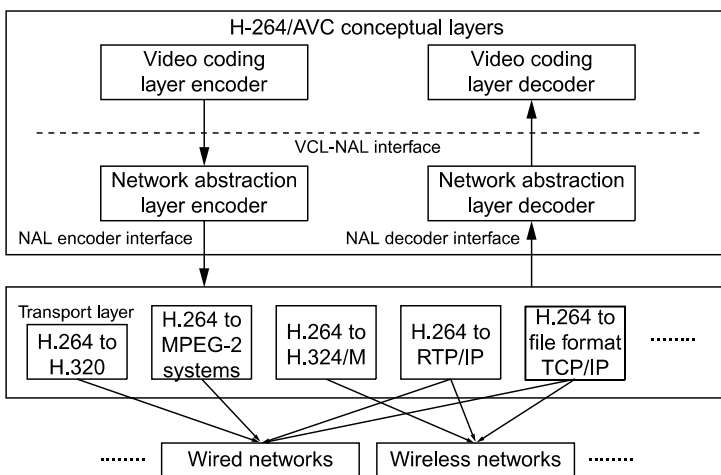 H-264/AVC conceptual layers
Video coding
layer encoder
Video coding
layer decoder
VCL-NAL interface
Network abstraction
layer encoder
Network abstraction
layer decoder
NAL encoder interface
NAL decoder interface
Transport layer
H.264 to
H.320
H.264 to
MPEG-2
systems
H.264 to
H.324/M
H.264 to
RTP/IP
H.264 to
file format
TCP/IP
Wired networks
Wireless networks